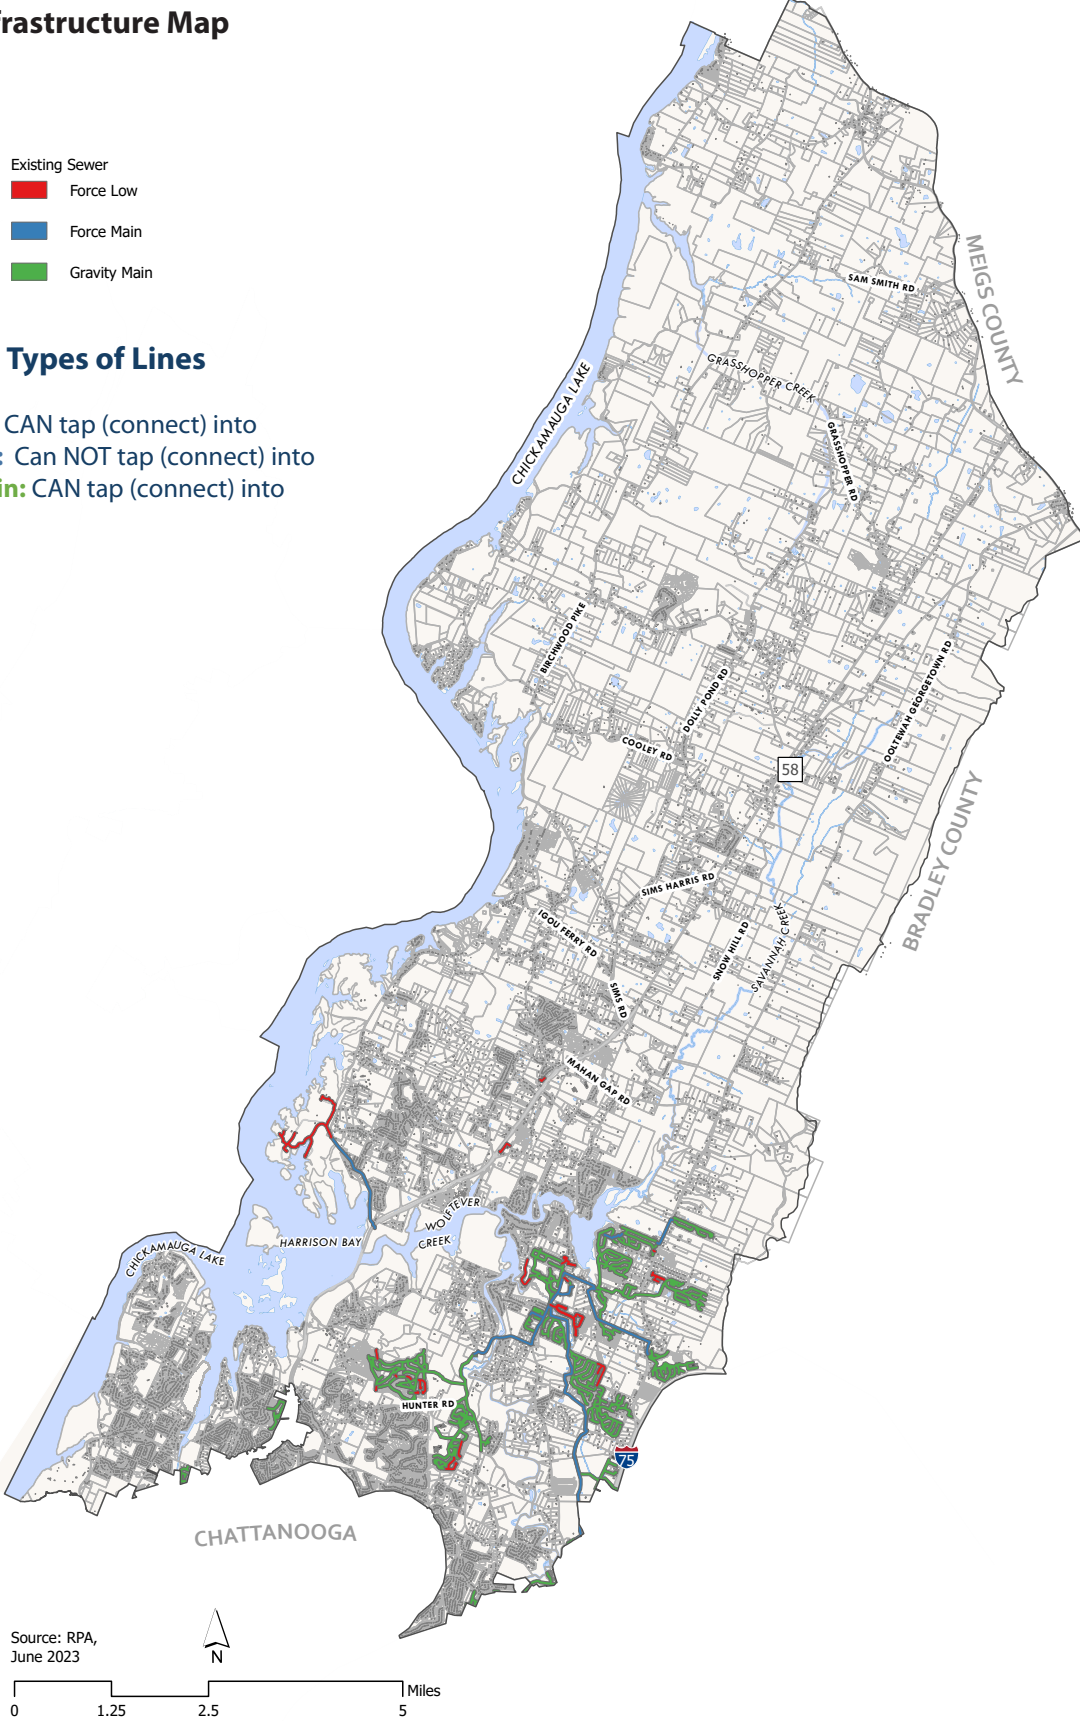 frastructure Map
Existing Sewer
Force Low
Force Main
Gravity Main
Types of Lines
CAN tap (connect) into
: Can NOT tap (connect) into
in: CAN tap (connect) into
MEIGS COUNTY
SAM SMITH RD
GRASSHOPPER CREEK
CHICKAMAUGA LAKE
GRASSHOPPER RD
BIRCHWOOD PIKE
OOLTEWAH GEORGETOWN RD
DOLLY POND RD
COOLEY RD
58
BRADLEY COUNTY
SIMS HARRIS RD
IGOU FERRY RD
SNOW HILL RD
SAVANNAH CREEK
SIMS RD
MAHAN GAP RD
WOLFTEVER
CREEK
HARRISON BAY
CHICKAMAUGA LAKE
HUNTER RD
75
CHATTANOOGA
Source: RPA,
June 2023
N
Miles
0 1.25 2.5 5